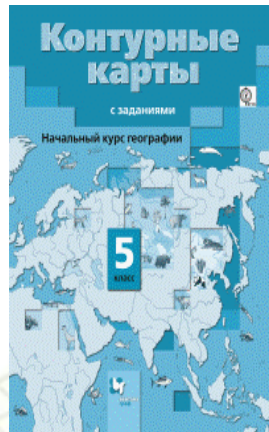 Контурные
карты
с заданиями
Начальный курс географии
5
класс